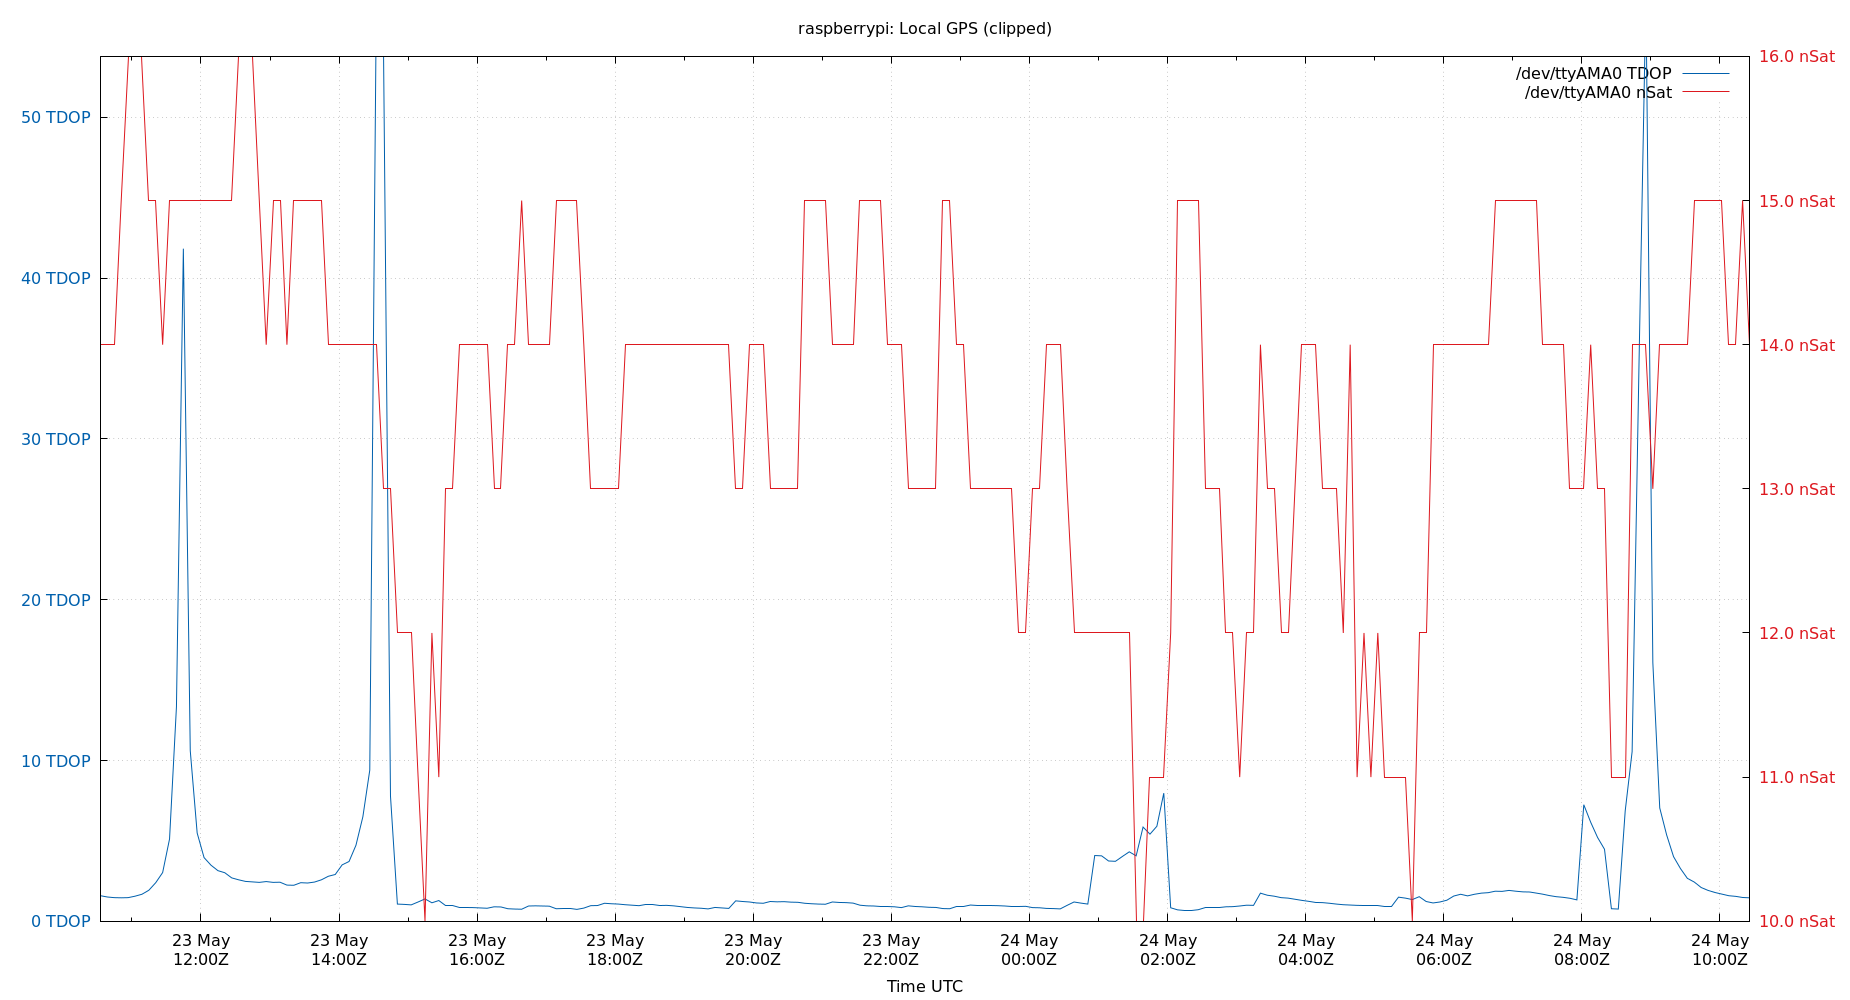 raspberrypi: Local GPS (clipped)
16.0 nSat
/dev/ttyAMA0 TDOP
/dev/ttyAMA0 nSat
50 TDOP
15.0 nSat
40 TDOP
14.0 nSat
30 TDOP
13.0 nSat
20 TDOP
12.0 nSat
10 TDOP
11.0 nSat
0 TDOP
10.0 nSat
23 May 23 May 23 May 23 May 23 May 23 May 24 May 24 May 24 May 24 May 24 May 24 May
12:00Z 14:00Z 16:00Z 18:00Z 20:00Z 22:00Z 00:00Z 02:00Z 04:00Z 06:00Z 08:00Z 10:00Z
Time UTC